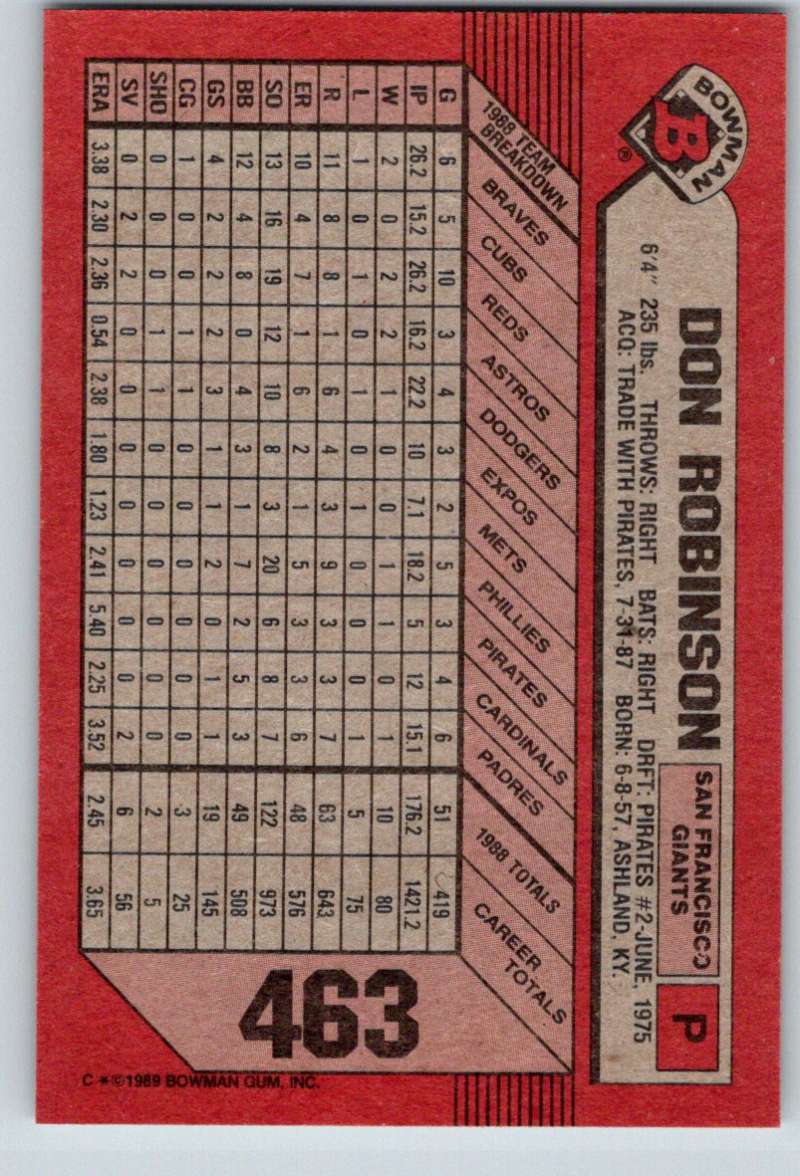 BOWMAN
B
®
DON ROBINSON
SAN FRANCISCO
GIANTS
P
6'4" 235 lbs. THROWS: RIGHT BATS: RIGHT DRFT: PIRATES #2-JUNE, 1975
ACQ: TRADE WITH PIRATES, 7-31-87 BORN: 6-8-57, ASHLAND, KY.
1988 TEAM
BREAKDOWN
BRAVES
CUBS
REDS
ASTROS
DODGERS
EXPOS
METS
PHILLIES
PIRATES
CARDINALS
PADRES
1988 TOTALS
CAREER
TOTALS
G 6 5 10 3 4 3 2 5 3 4 6 51 419
IP 26.2 15.2 26.2 16.2 22.2 10 7.1 18.2 5 12 15.1 176.2 1421.2
W 2 0 2 2 1 0 0 1 1 0 1 10 80
L 1 0 1 0 1 0 1 0 0 0 1 5 75
R 11 8 8 1 6 4 3 9 3 3 7 63 643
ER 10 4 7 1 6 2 1 5 3 3 6 48 576
SO 13 16 19 12 10 8 3 20 6 8 7 122 973
BB 12 4 8 0 4 3 1 7 2 5 3 49 508
GS 4 2 2 2 3 1 1 2 0 1 1 19 145
CG 1 0 0 1 1 0 0 0 0 0 0 3 25
SHO 0 0 0 1 1 0 0 0 0 0 0 2 5
SV 0 2 2 0 0 0 0 0 0 0 2 6 56
ERA 3.38 2.30 2.36 0.54 2.38 1.80 1.23 2.41 5.40 2.25 3.52 2.45 3.65
463
C *©1989 BOWMAN GUM, INC.